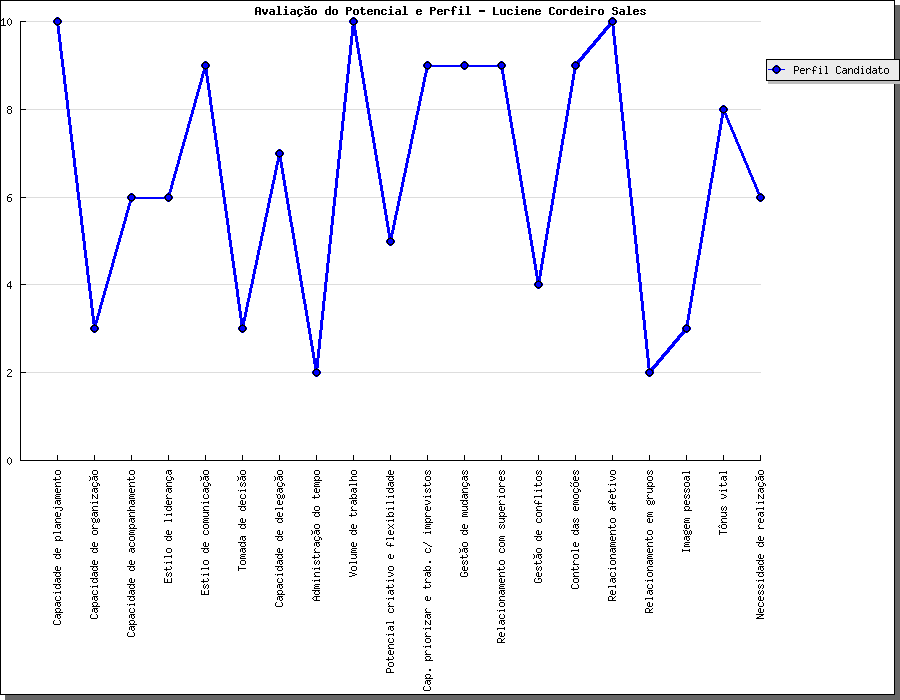 Avaliação do Potencial e Perfil - Luciene Cordeiro Sales
Perfil Candidato
10
8
6
4
2
0
Capacidade de planejamento
Capacidade de organização
Capacidade de acompanhamento
Estilo de liderança
Estilo de comunicação
Tomada de decisão
Capacidade de delegação
Administração do tempo
Volume de trabalho
Potencial criativo e flexibilidade
Cap. priorizar e trab. c/ imprevistos
Gestão de mudanças
Relacionamento com superiores
Gestão de conflitos
Controle das emoções
Relacionamento afetivo
Relacionamento em grupos
Imagem pessoal
Tônus vital
Necessidade de realização